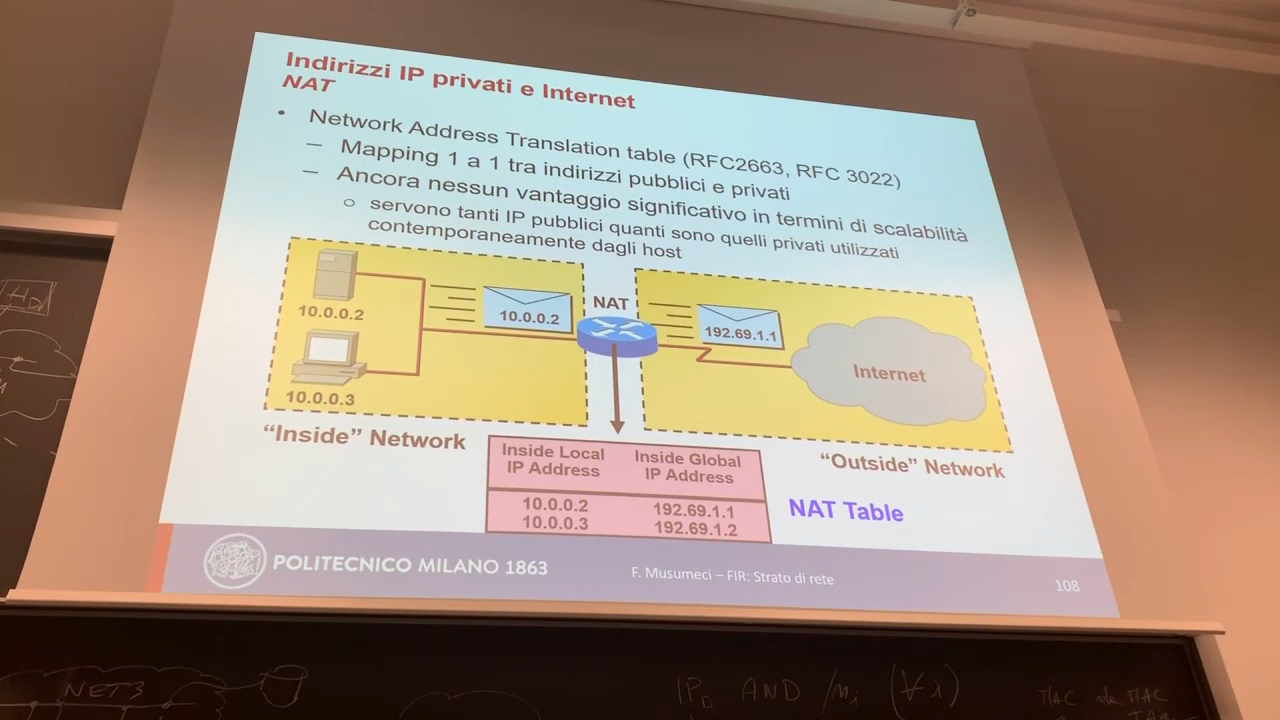 Indirizzi IP privati e Internet
NAT
• Network Address Translation table (RFC2663, RFC 3022)
– Mapping 1 a 1 tra indirizzi pubblici e privati
– Ancora nessun vantaggio significativo in termini di scalabilità
o servono tanti IP pubblici quanti sono quelli privati utilizzati
contemporaneamente dagli host
10.0.0.2
10.0.0.2
NAT
192.69.1.1
Internet
10.0.0.3
“Inside” Network
“Outside” Network
Inside Local
IP Address
Inside Global
IP Address
10.0.0.2 192.69.1.1
10.0.0.3 192.69.1.2
NAT Table
POLITECNICO MILANO 1863
F. Musumeci – FIR: Strato di rete
108
NET3
IPD AND /mi (∀i)
MAC de MAC